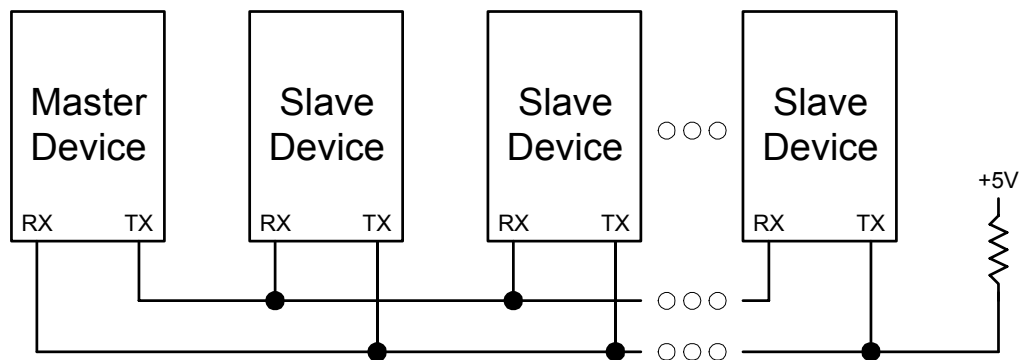 Master
Device
Slave
Device
Slave
Device
Slave
Device
+5V
RX TX
RX TX
RX TX
RX TX